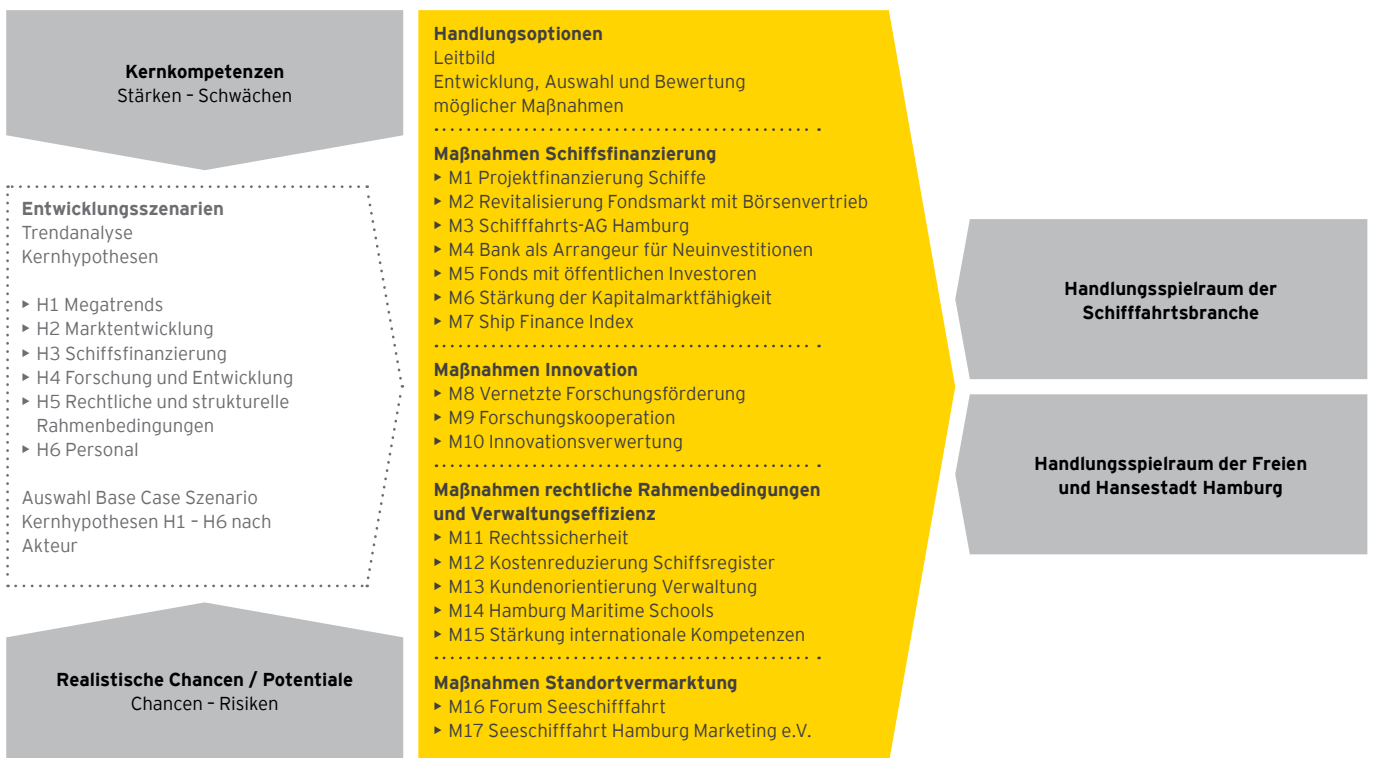 Kernkompetenzen
Stärken – Schwächen
Entwicklungsszenarien
Trendanalyse
Kernhypothesen
▸ H1 Megatrends
▸ H2 Marktentwicklung
▸ H3 Schiffsfinanzierung
▸ H4 Forschung und Entwicklung
▸ H5 Rechtliche und strukturelle
Rahmenbedingungen
▸ H6 Personal
Auswahl Base Case Szenario
Kernhypothesen H1 – H6 nach
Akteur
Realistische Chancen / Potentiale
Chancen – Risiken
Handlungsoptionen
Leitbild
Entwicklung, Auswahl und Bewertung
möglicher Maßnahmen
Maßnahmen Schiffsfinanzierung
▸ M1 Projektfinanzierung Schiffe
▸ M2 Revitalisierung Fondsmarkt mit Börsenvertrieb
▸ M3 Schifffahrts-AG Hamburg
▸ M4 Bank als Arrangeur für Neuinvestitionen
▸ M5 Fonds mit öffentlichen Investoren
▸ M6 Stärkung der Kapitalmarktfähigkeit
▸ M7 Ship Finance Index
Maßnahmen Innovation
▸ M8 Vernetzte Forschungsförderung
▸ M9 Forschungskooperation
▸ M10 Innovationsverwertung
Maßnahmen rechtliche Rahmenbedingungen
und Verwaltungseffizienz
▸ M11 Rechtssicherheit
▸ M12 Kostenreduzierung Schiffsregister
▸ M13 Kundenorientierung Verwaltung
▸ M14 Hamburg Maritime Schools
▸ M15 Stärkung internationale Kompetenzen
Maßnahmen Standortvermarktung
▸ M16 Forum Seeschifffahrt
▸ M17 Seeschifffahrt Hamburg Marketing e.V.
Handlungsspielraum der
Schifffahrtsbranche
Handlungsspielraum der Freien
und Hansestadt Hamburg